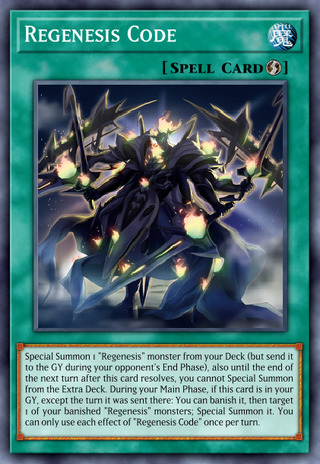 Regenesis Code
魔
[Spell Card]
Special Summon 1 "Regenesis" monster from your Deck (but send it
to the GY during your opponent's End Phase), also until the end of
the next turn after this card resolves, you cannot Special Summon
from the Extra Deck. During your Main Phase, if this card is in your
GY, except the turn it was sent there: You can banish it, then target
1 of your banished "Regenesis" monsters; Special Summon it. You
can only use each effect of "Regenesis Code" once per turn.